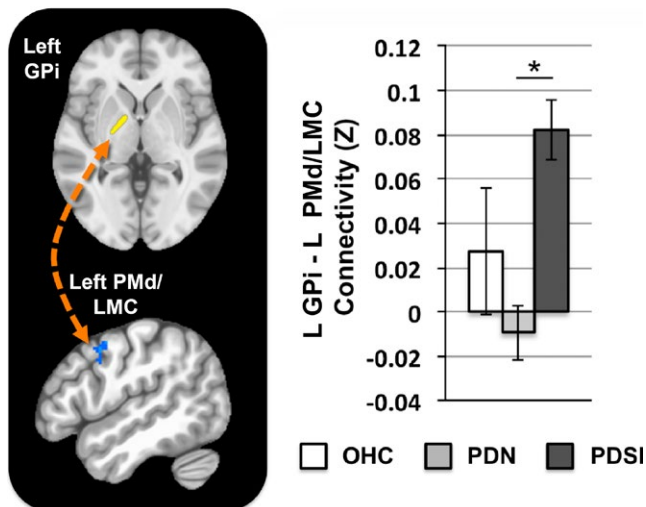 Left
GPi
Left PMd/
LMC
L GPi - L PMd/LMC
Connectivity (Z)
0.12
0.1
0.08
0.06
0.04
0.02
0
-0.02
-0.04
*
OHC PDN PDSI